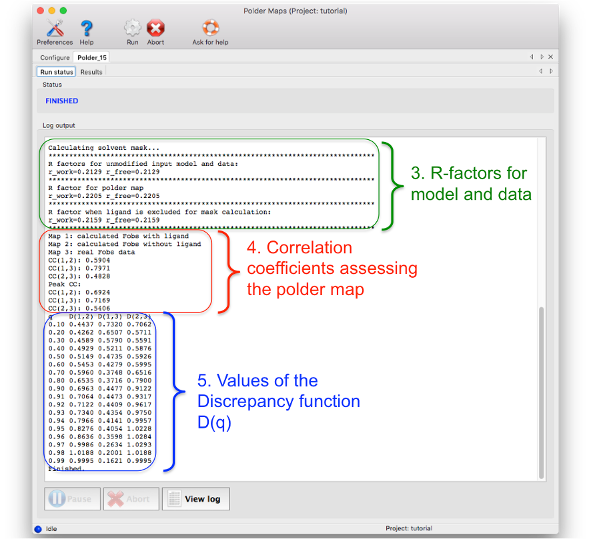 Polder Maps (Project: tutorial)
Preferences Help Run Abort Ask for help
Configure Polder_15
Run status Results
Status
FINISHED
Log output
Calculating solvent mask...
********************************************************************************
R factors for unmodified input model and data:
r_work=0.2129 r_free=0.2129
********************************************************************************
R factor for polder map
r_work=0.2205 r_free=0.2205
********************************************************************************
R factor when ligand is excluded for mask calculation:
r_work=0.2159 r_free=0.2159
********************************************************************************
3. R-factors for
model and data
Map 1: calculated Fobs with ligand
Map 2: calculated Fobs without ligand
Map 3: real Fobs data
CC(1,2): 0.5904
CC(1,3): 0.7971
CC(2,3): 0.4828
Peak CC:
CC(1,2): 0.6924
CC(1,3): 0.7169
CC(2,3): 0.5406
4. Correlation
coefficients assessing
the polder map
q D(1,2) D(1,3) D(2,3)
0.10 0.4437 0.7320 0.7062
0.20 0.4262 0.6507 0.5711
0.30 0.4589 0.5790 0.5591
0.40 0.4929 0.5211 0.5876
0.50 0.5149 0.4735 0.5926
0.60 0.5453 0.4279 0.5995
0.70 0.5960 0.3748 0.6516
0.80 0.6535 0.3716 0.7900
0.90 0.6963 0.4477 0.9122
0.91 0.7064 0.4473 0.9317
0.92 0.7122 0.4409 0.9617
0.93 0.7340 0.4354 0.9750
0.94 0.7966 0.4141 0.9957
0.95 0.8276 0.4054 1.0228
0.96 0.8636 0.3598 1.0284
0.97 0.9986 0.2634 1.0293
0.98 1.0188 0.2001 1.0188
0.99 0.9995 0.1621 0.9995
Finished.
5. Values of the
Discrepancy function
D(q)
Pause Abort View log
Idle Project: tutorial